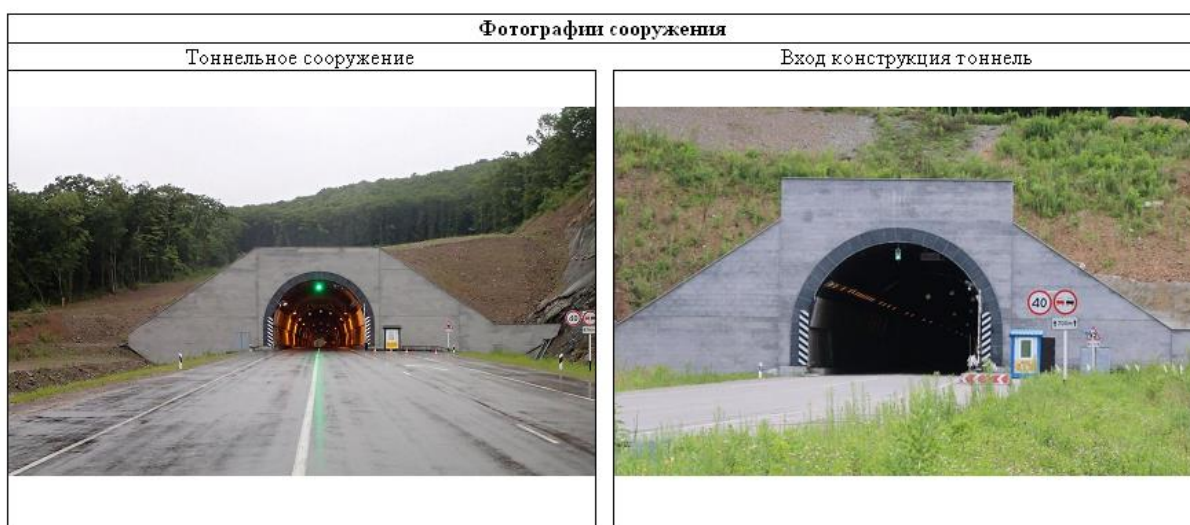 Фотографии сооружения
Тоннельное сооружение
Вход конструкция тоннель
40
40